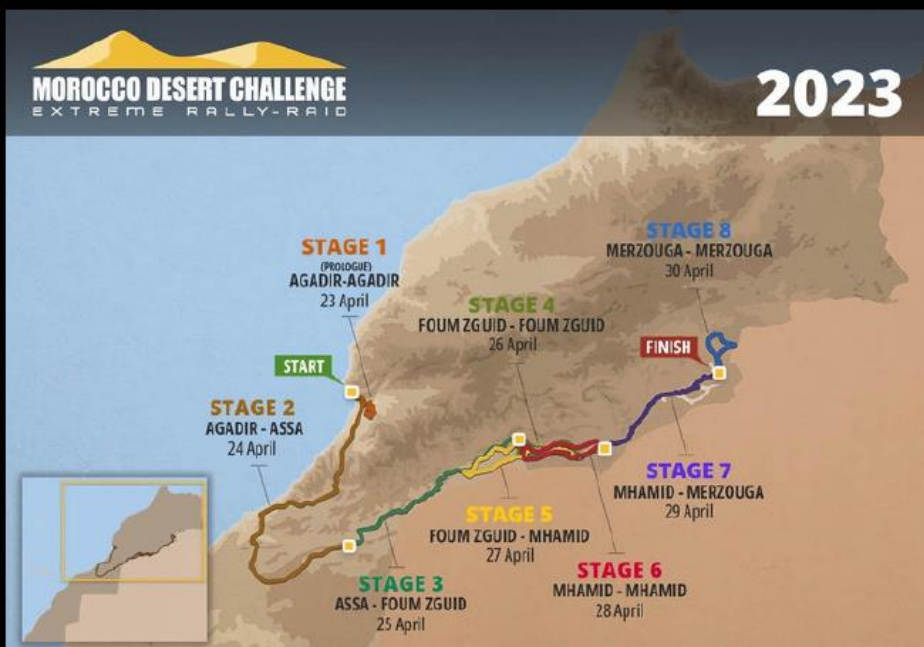 MOROCCO DESERT CHALLENGE
EXTREME RALLY-RAID
2023
STAGE 1
(PROLOGUE)
AGADIR-AGADIR
23 April
STAGE 8
MERZOUGA - MERZOUGA
30 April
STAGE 4
FOUM ZGUID - FOUM ZGUID
26 April
START
FINISH
STAGE 2
AGADIR - ASSA
24 April
STAGE 7
MHAMID - MERZOUGA
29 April
STAGE 5
FOUM ZGUID - MHAMID
27 April
STAGE 6
MHAMID - MHAMID
28 April
STAGE 3
ASSA - FOUM ZGUID
25 April